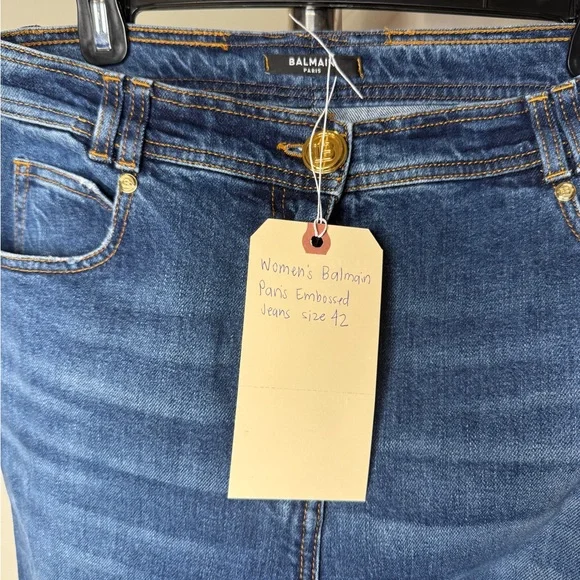 BALMAIN
PARIS
Women's Balmain
Paris Embossed
Jeans size 42